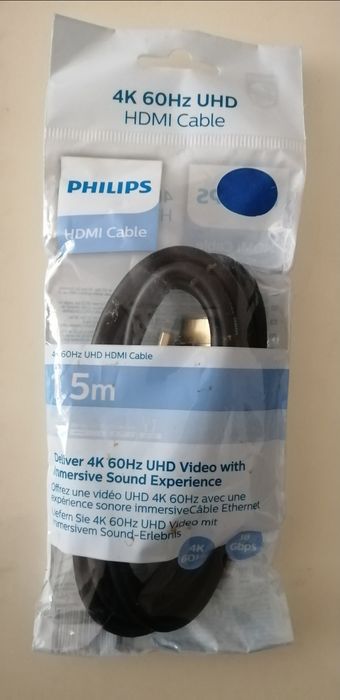 4K 60Hz UHD
HDMI Cable
PHILIPS
HDMI Cable
4K 60Hz UHD HDMI Cable
1.5m
Deliver 4K 60Hz UHD Video with
Immersive Sound Experience
Offrez une vidéo UHD 4K 60Hz avec une
expérience sonore immersiveCâble Ethernet
Liefern Sie 4K 60Hz UHD Video mit
immersivem Sound-Erlebnis
4K
60Hz
18
Gbps